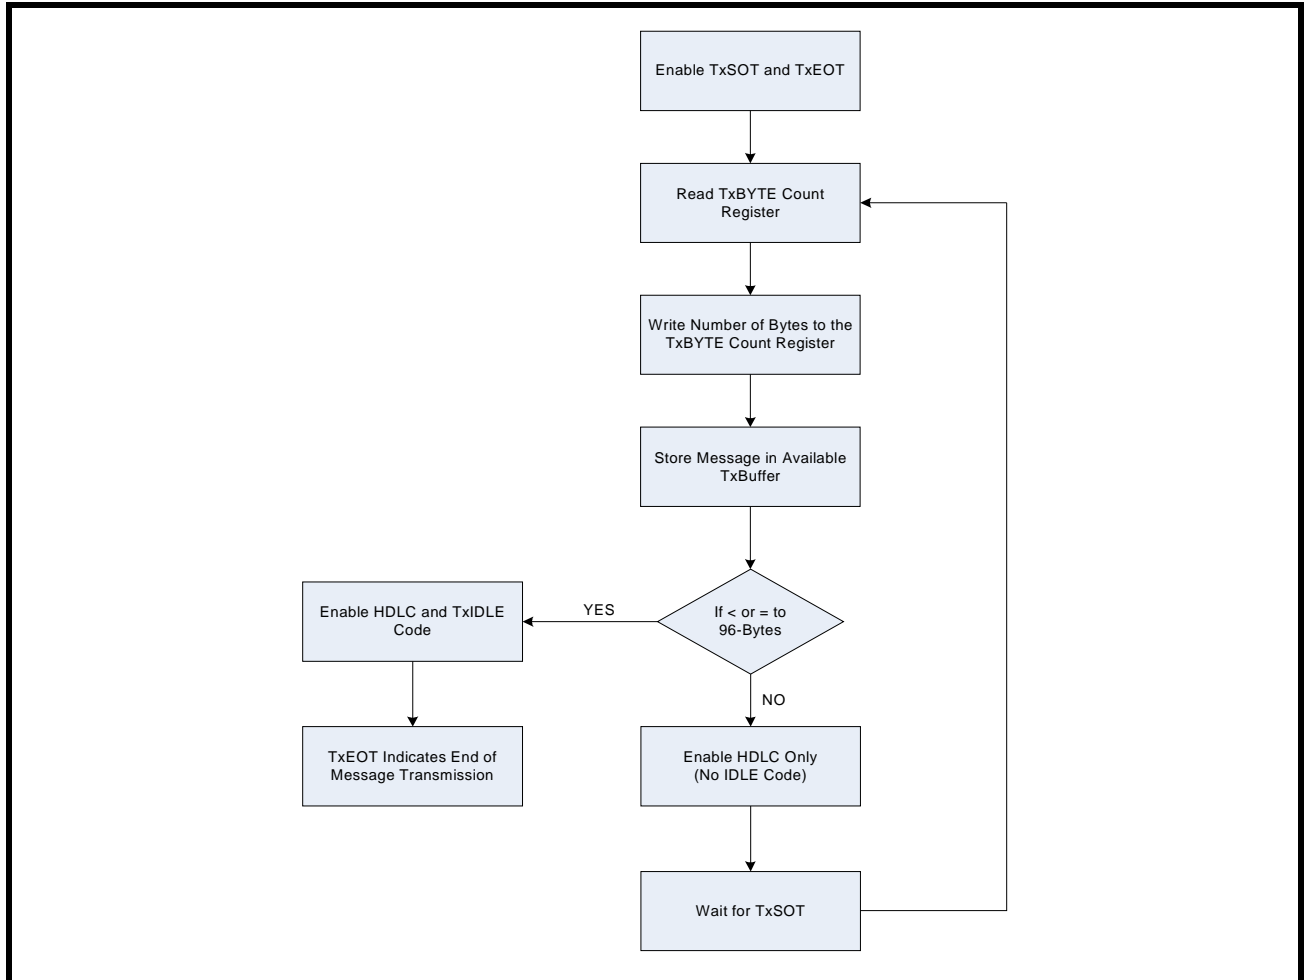 Enable TxSOT and TxEOT
Read TxBYTE Count
Register
Write Number of Bytes to the
TxBYTE Count Register
Store Message in Available
TxBuffer
If < or = to
96-Bytes
YES
Enable HDLC and TxIDLE
Code
TxEOT Indicates End of
Message Transmission
NO
Enable HDLC Only
(No IDLE Code)
Wait for TxSOT